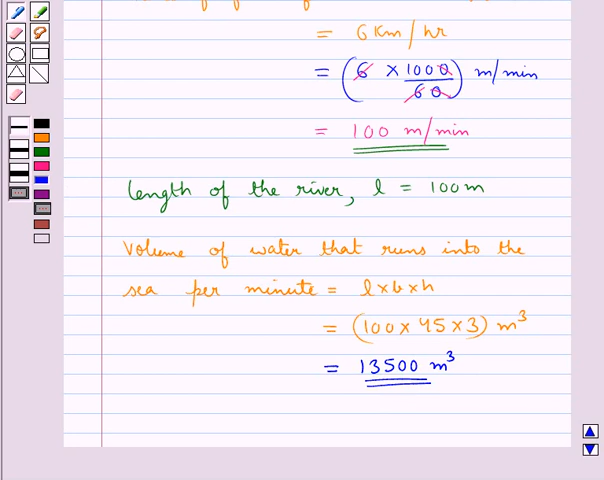 = 6 Km/hr
= (6 × 1000/60) m/min
= 100 m/min
length of the river, l = 100m
Volume of water that runs into the
sea per minute = l×b×h
= (100×45×3) m³
= 13500 m³